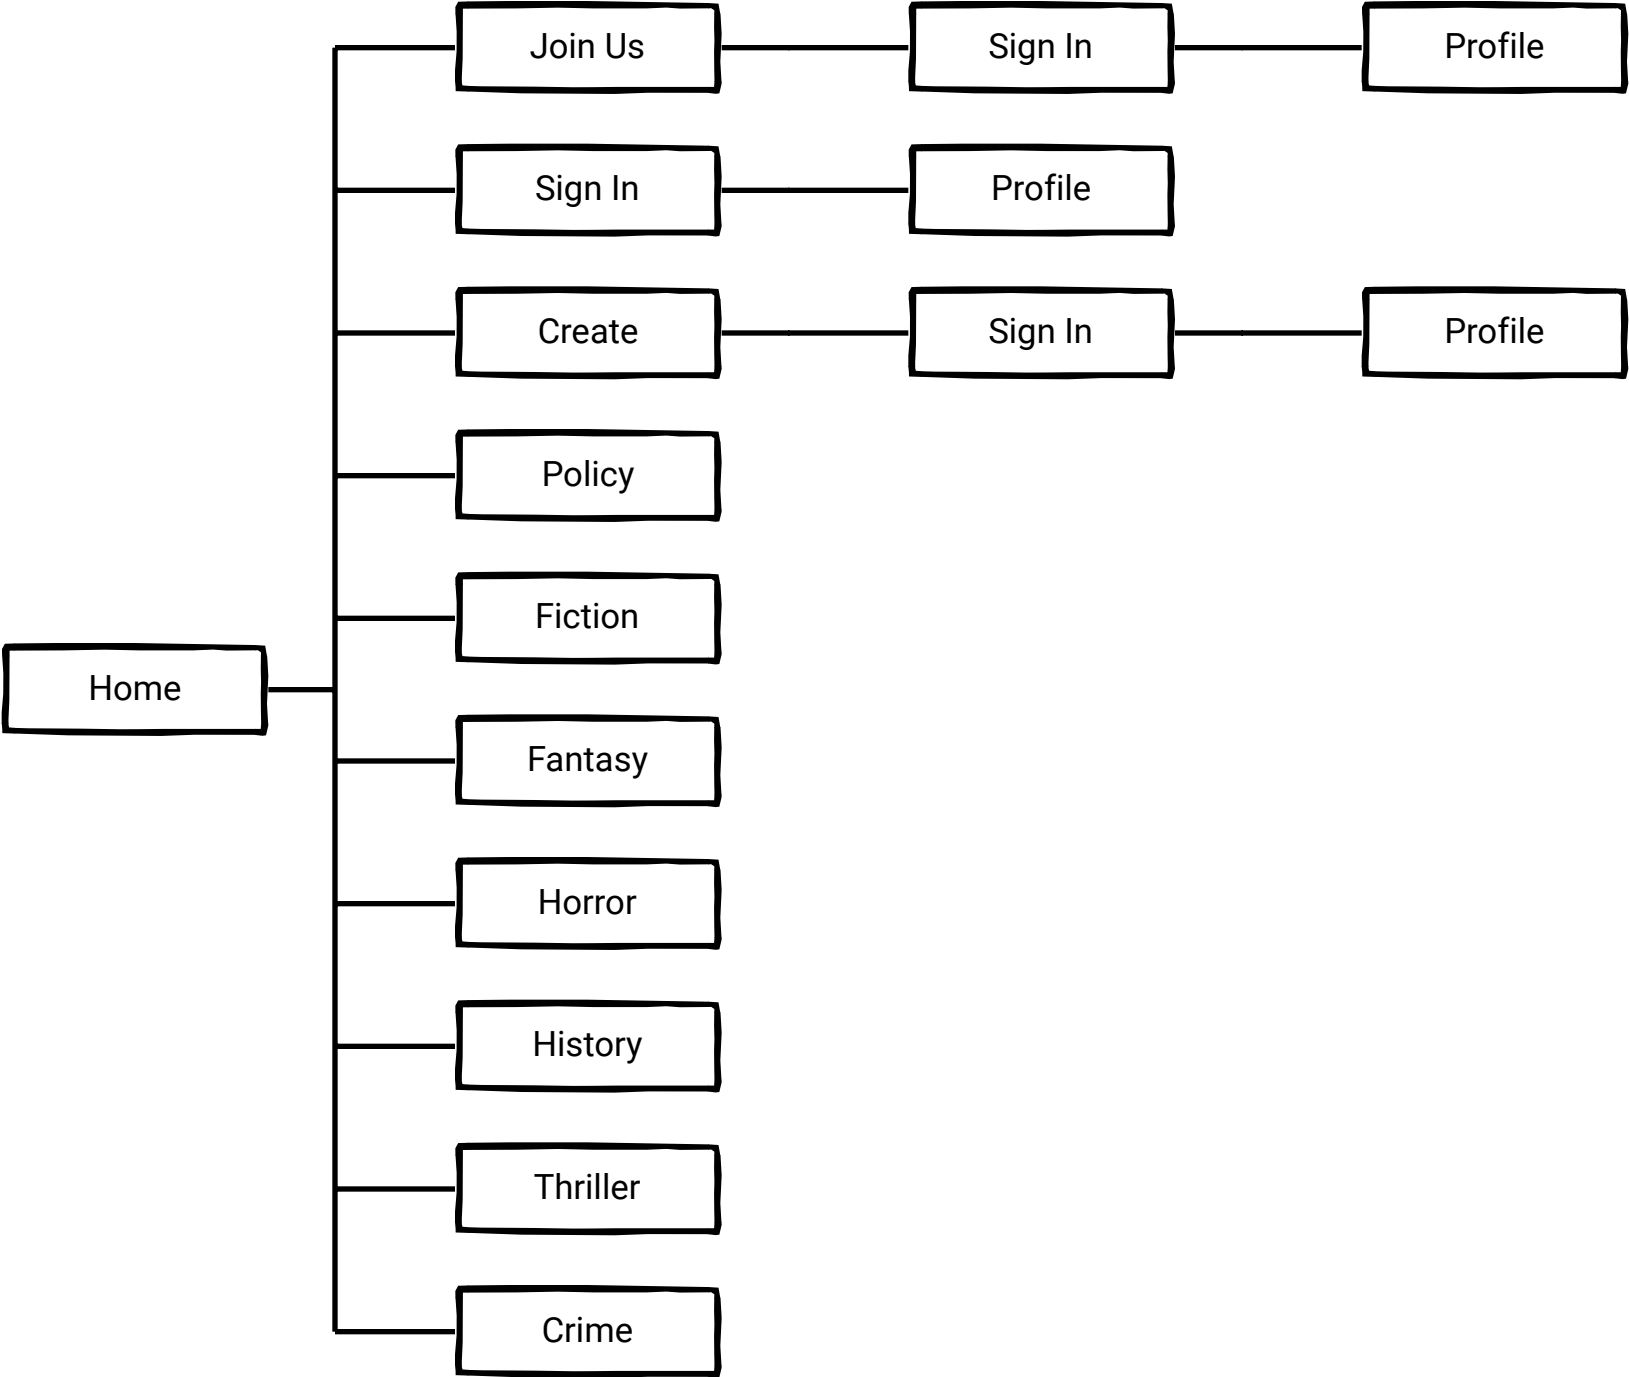 Join Us
Sign In
Profile
Sign In
Profile
Create
Sign In
Profile
Policy
Fiction
Home
Fantasy
Horror
History
Thriller
Crime